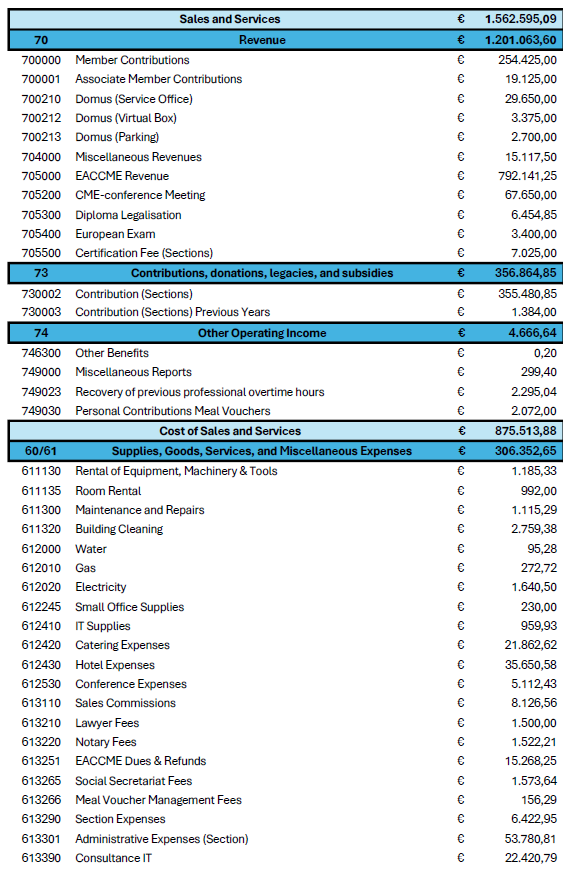 Sales and Services € 1.562.595,09
70 Revenue € 1.201.063,60
700000 Member Contributions € 254.425,00
700001 Associate Member Contributions € 19.125,00
700210 Domus (Service Office) € 29.650,00
700212 Domus (Virtual Box) € 3.375,00
700213 Domus (Parking) € 2.700,00
704000 Miscellaneous Revenues € 15.117,50
705000 EACCME Revenue € 792.141,25
705200 CME-conference Meeting € 67.650,00
705300 Diploma Legalisation € 6.454,85
705400 European Exam € 3.400,00
705500 Certification Fee (Sections) € 7.025,00
73 Contributions, donations, legacies, and subsidies € 356.864,85
730002 Contribution (Sections) € 355.480,85
730003 Contribution (Sections) Previous Years € 1.384,00
74 Other Operating Income € 4.666,64
746300 Other Benefits € 0,20
749000 Miscellaneous Reports € 299,40
749023 Recovery of previous professional overtime hours € 2.295,04
749030 Personal Contributions Meal Vouchers € 2.072,00
Cost of Sales and Services € 875.513,88
60/61 Supplies, Goods, Services, and Miscellaneous Expenses € 306.352,65
611130 Rental of Equipment, Machinery & Tools € 1.185,33
611135 Room Rental € 992,00
611300 Maintenance and Repairs € 1.115,29
611320 Building Cleaning € 2.759,38
612000 Water € 95,28
612010 Gas € 272,72
612020 Electricity € 1.640,50
612245 Small Office Supplies € 230,00
612410 IT Supplies € 959,93
612420 Catering Expenses € 21.862,62
612430 Hotel Expenses € 35.650,58
612530 Conference Expenses € 5.112,43
613110 Sales Commissions € 8.126,56
613210 Lawyer Fees € 1.500,00
613220 Notary Fees € 1.522,21
613251 EACCME Dues & Refunds € 15.268,25
613265 Social Secretariat Fees € 1.573,64
613266 Meal Voucher Management Fees € 156,29
613290 Section Expenses € 6.422,95
613301 Administrative Expenses (Section) € 53.780,81
613390 Consultance IT € 22.420,79